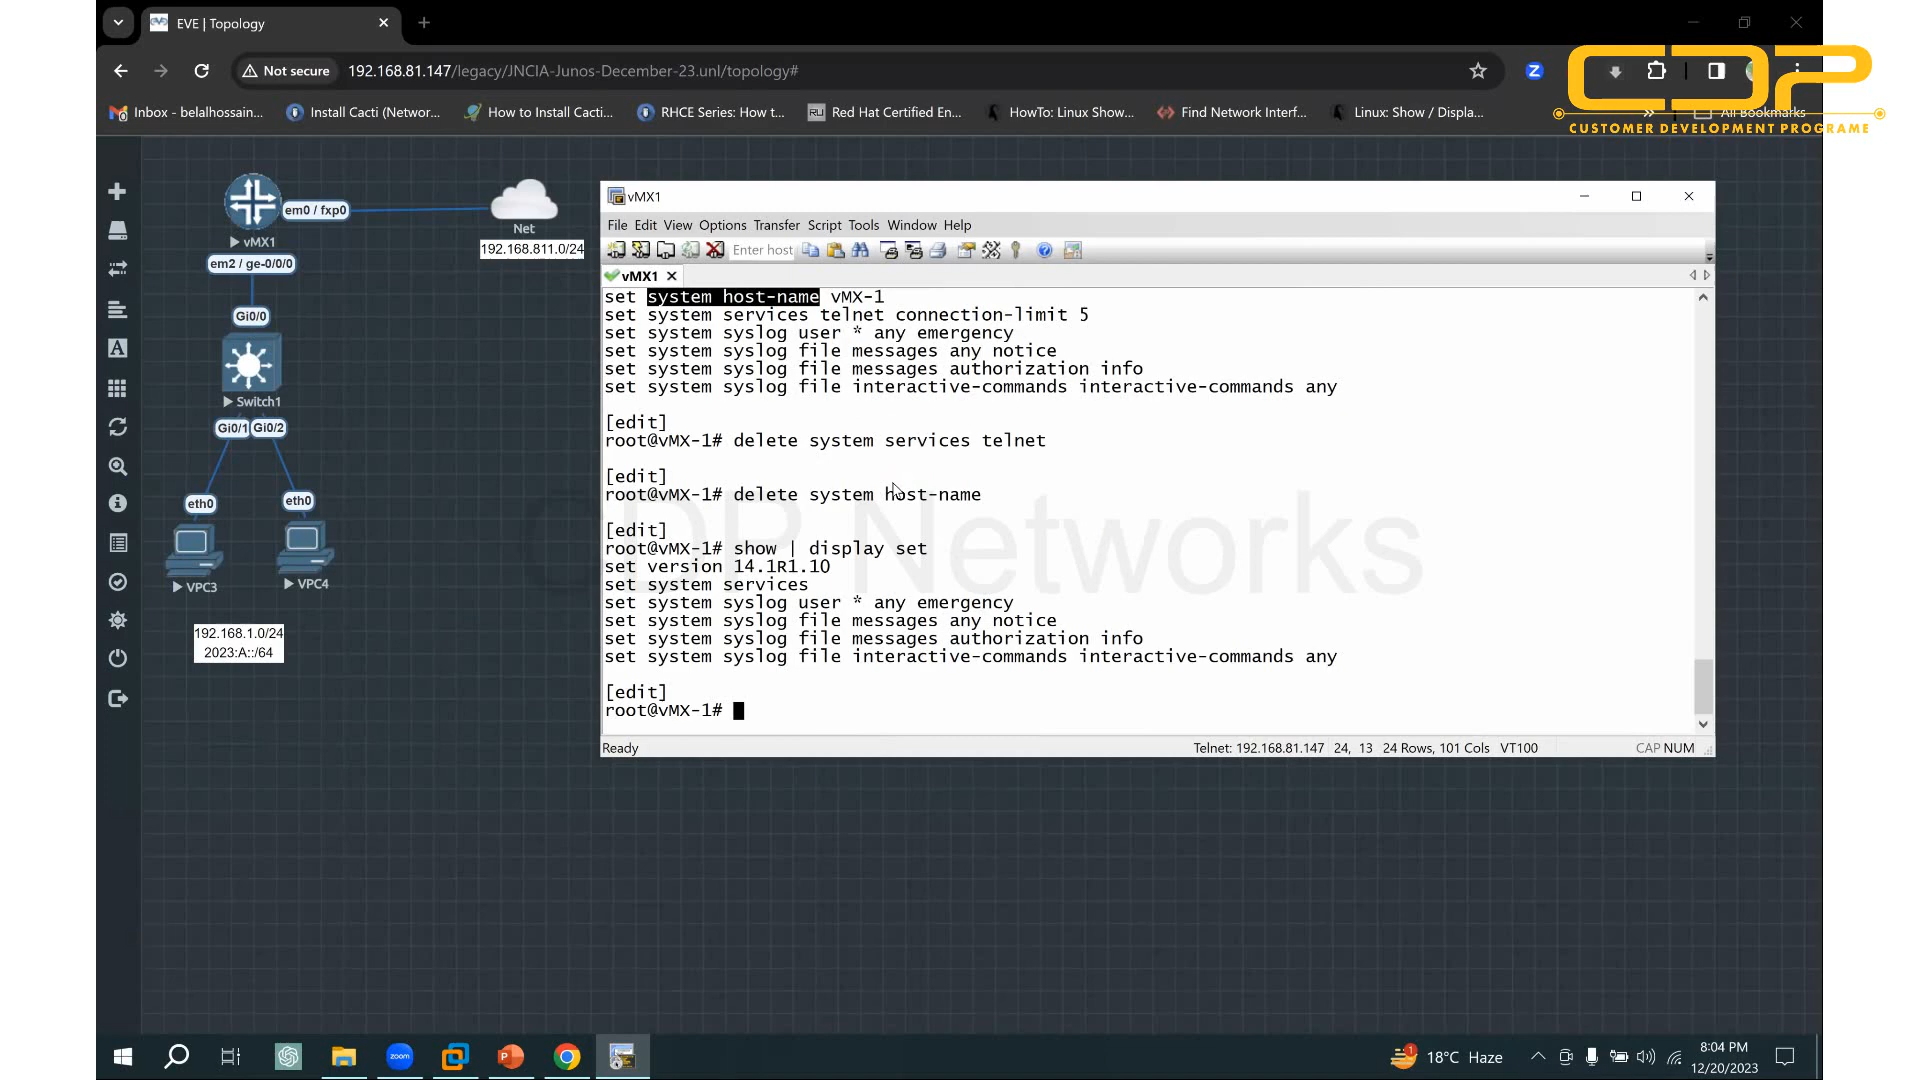 EVE | Topology
Not secure
192.168.81.147/legacy/JNCIA-Junos-December-23.unl/topology#
Inbox - belalhossain...
Install Cacti (Networ...
How to Install Cacti...
RHCE Series: How t...
RU
Red Hat Certified En...
HowTo: Linux Show...
Find Network Interf...
Linux: Show / Displa...
All Bookmarks
CDP
CUSTOMER DEVELOPMENT PROGRAME
vMX1
em0 / fxp0
Net
192.168.811.0/24
em2 / ge-0/0/0
Gi0/0
Switch1
Gi0/1
Gi0/2
eth0
eth0
VPC3
VPC4
192.168.1.0/24
2023:A::/64
vMX1
File Edit View Options Transfer Script Tools Window Help
Enter host
vMX1
set system host-name vMX-1
set system services telnet connection-limit 5
set system syslog user * any emergency
set system syslog file messages any notice
set system syslog file messages authorization info
set system syslog file interactive-commands interactive-commands any
[edit]
root@vMX-1# delete system services telnet
[edit]
root@vMX-1# delete system host-name
[edit]
root@vMX-1# show | display set
set version 14.1R1.10
set system services
set system syslog user * any emergency
set system syslog file messages any notice
set system syslog file messages authorization info
set system syslog file interactive-commands interactive-commands any
[edit]
root@vMX-1#
CDP Networks
Ready
Telnet: 192.168.81.147 24, 13 24 Rows, 101 Cols VT100
CAP NUM
zoom
1
18°C Haze
8:04 PM
12/20/2023